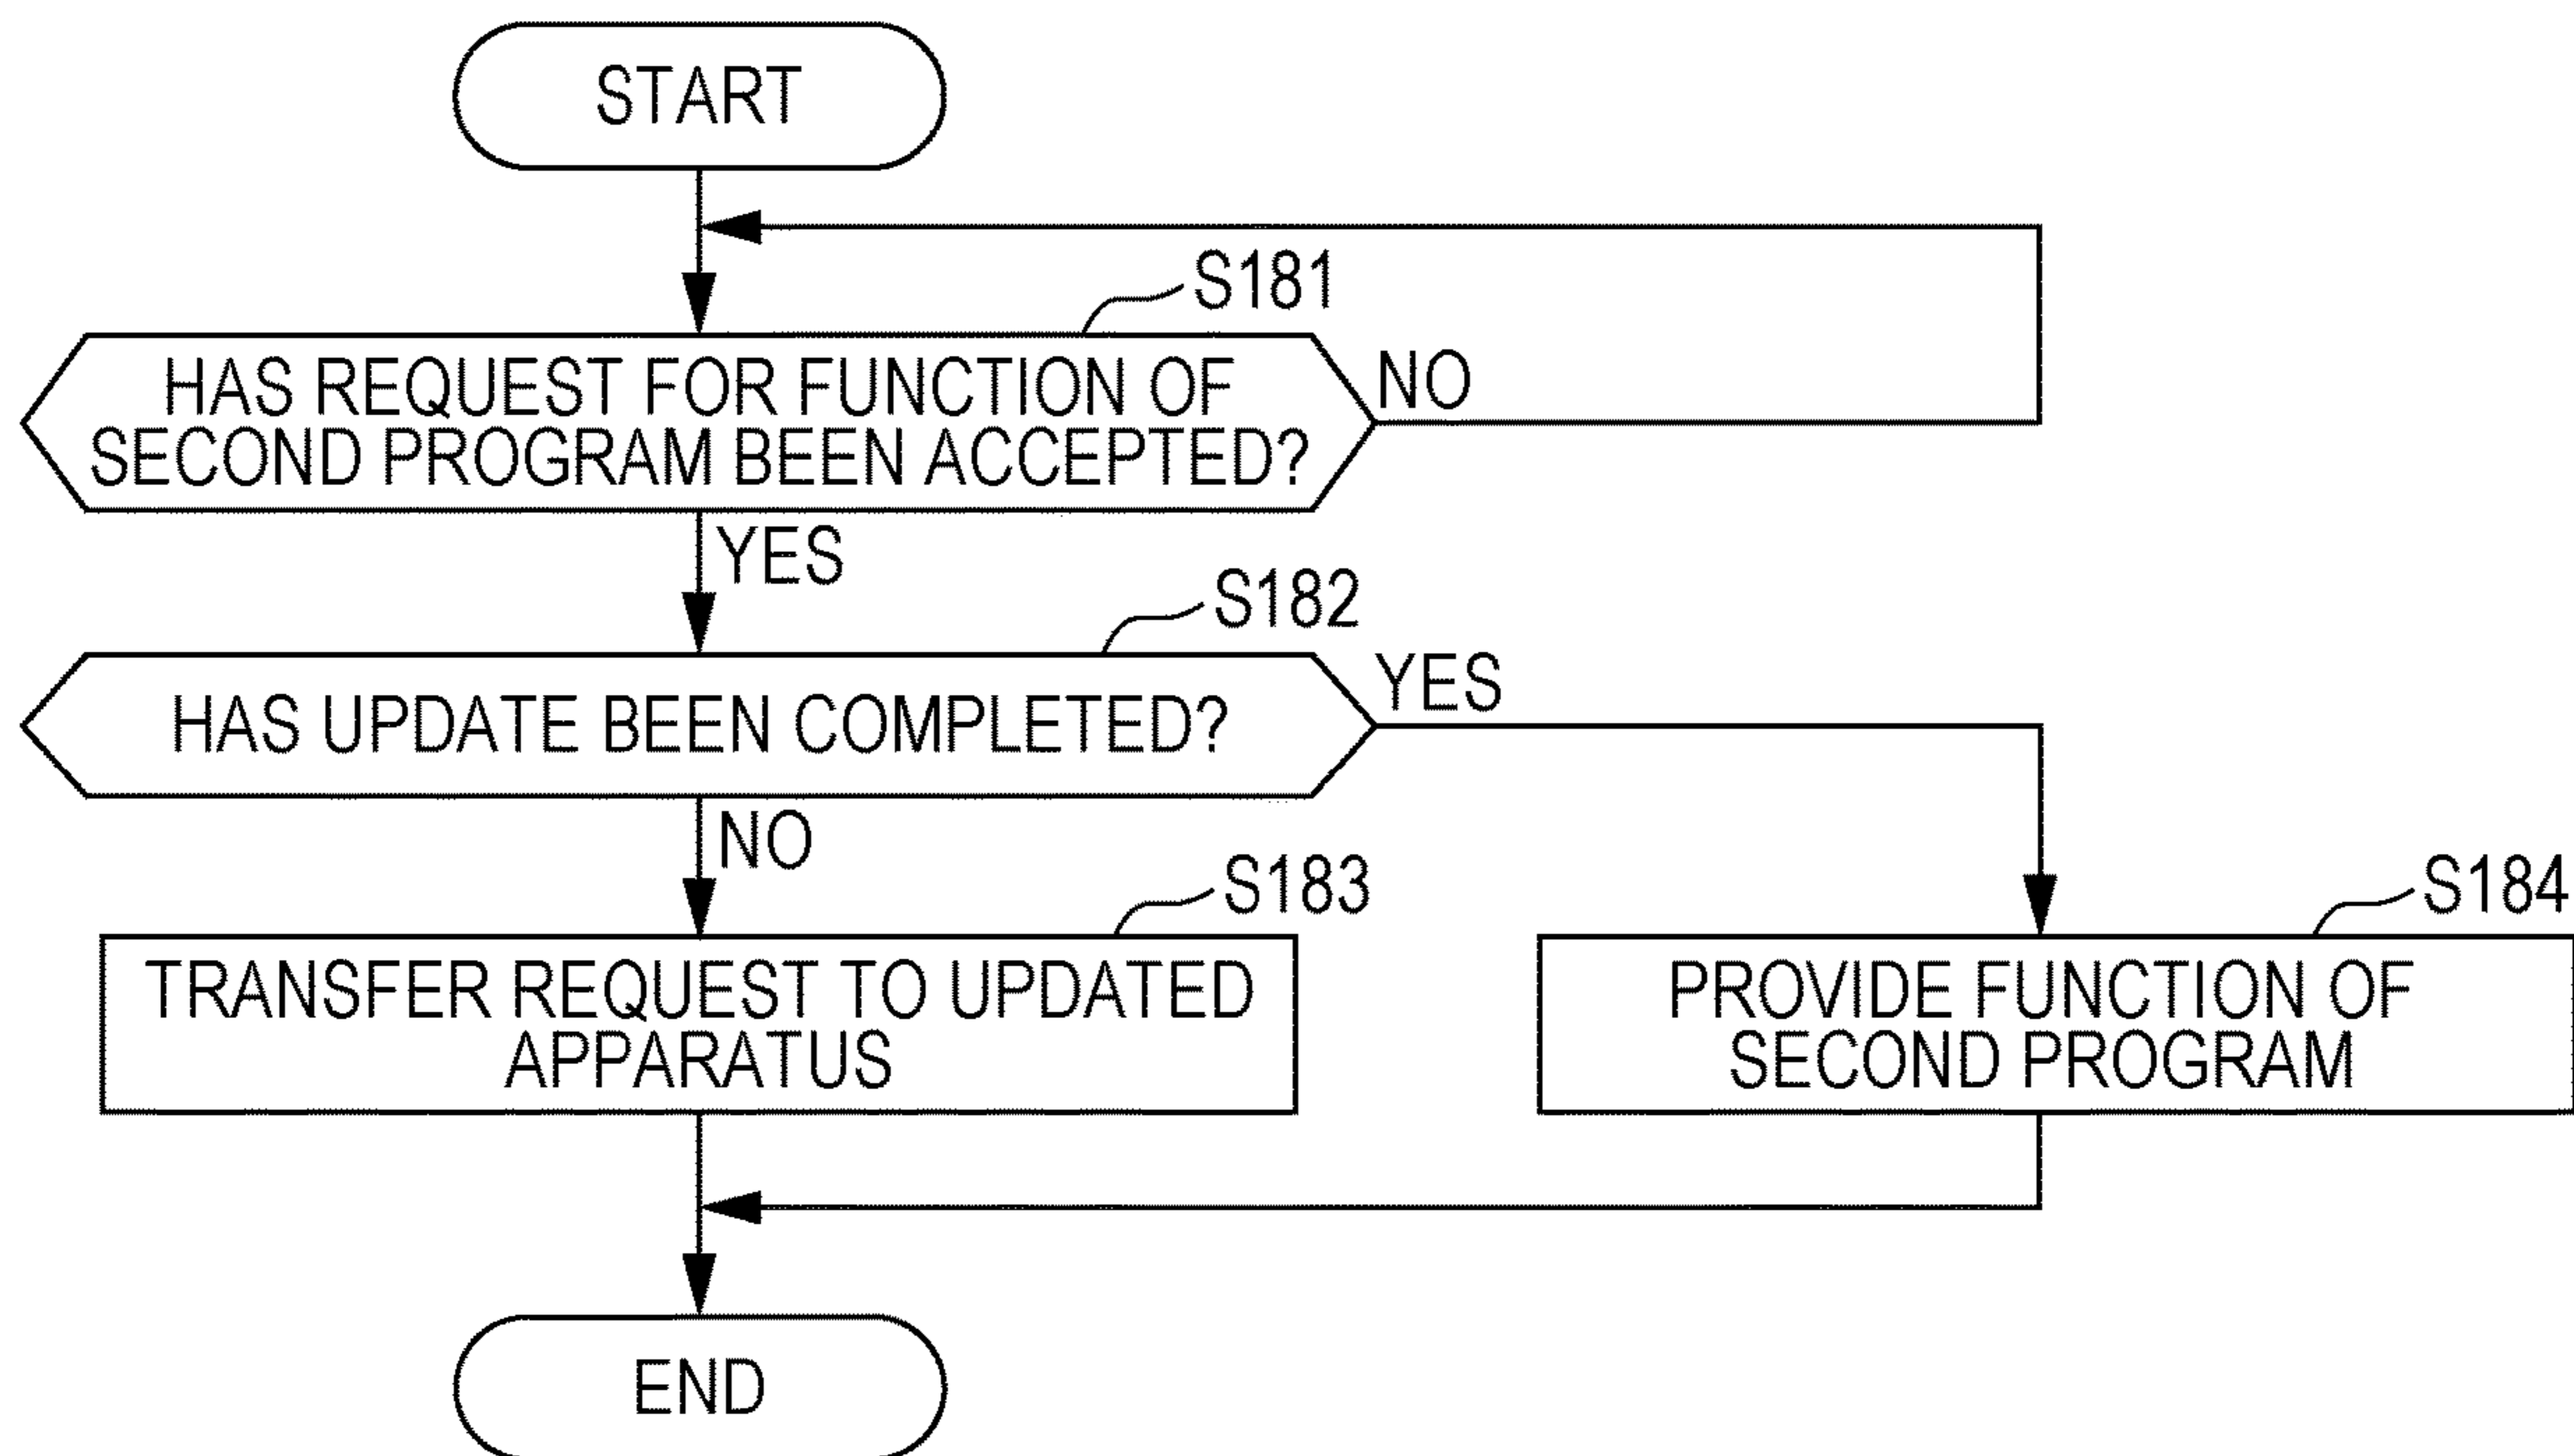 START
S181
HAS REQUEST FOR FUNCTION OF
SECOND PROGRAM BEEN ACCEPTED?
NO
YES
S182
HAS UPDATE BEEN COMPLETED?
YES
NO
S183
TRANSFER REQUEST TO UPDATED
APPARATUS
S184
PROVIDE FUNCTION OF
SECOND PROGRAM
END